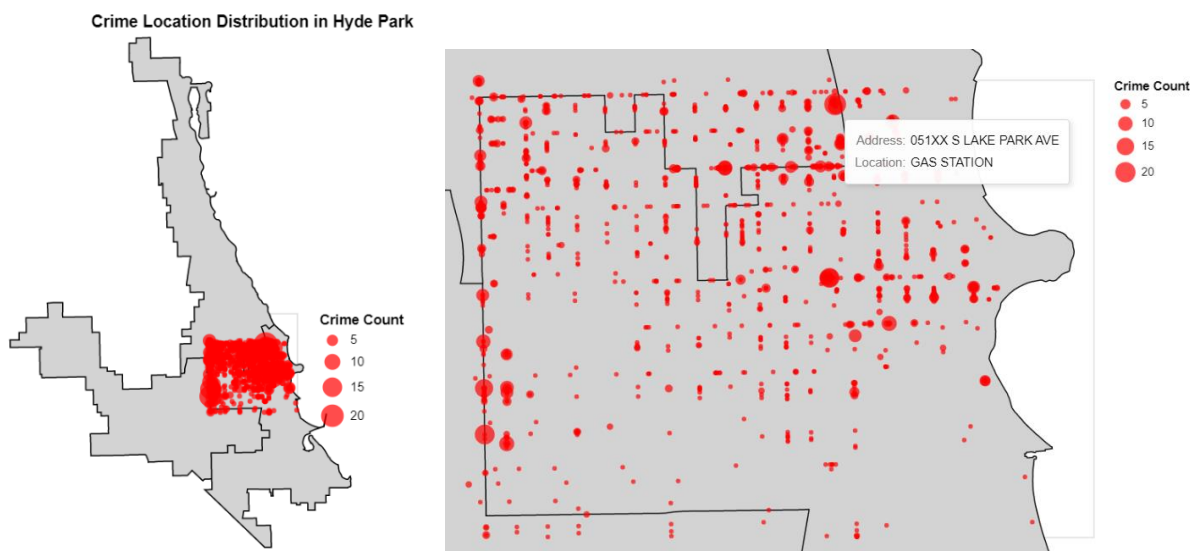 Crime Location Distribution in Hyde Park
Crime Count
5
10
15
20
Address: 051XX S LAKE PARK AVE
Location: GAS STATION
Crime Count
5
10
15
20